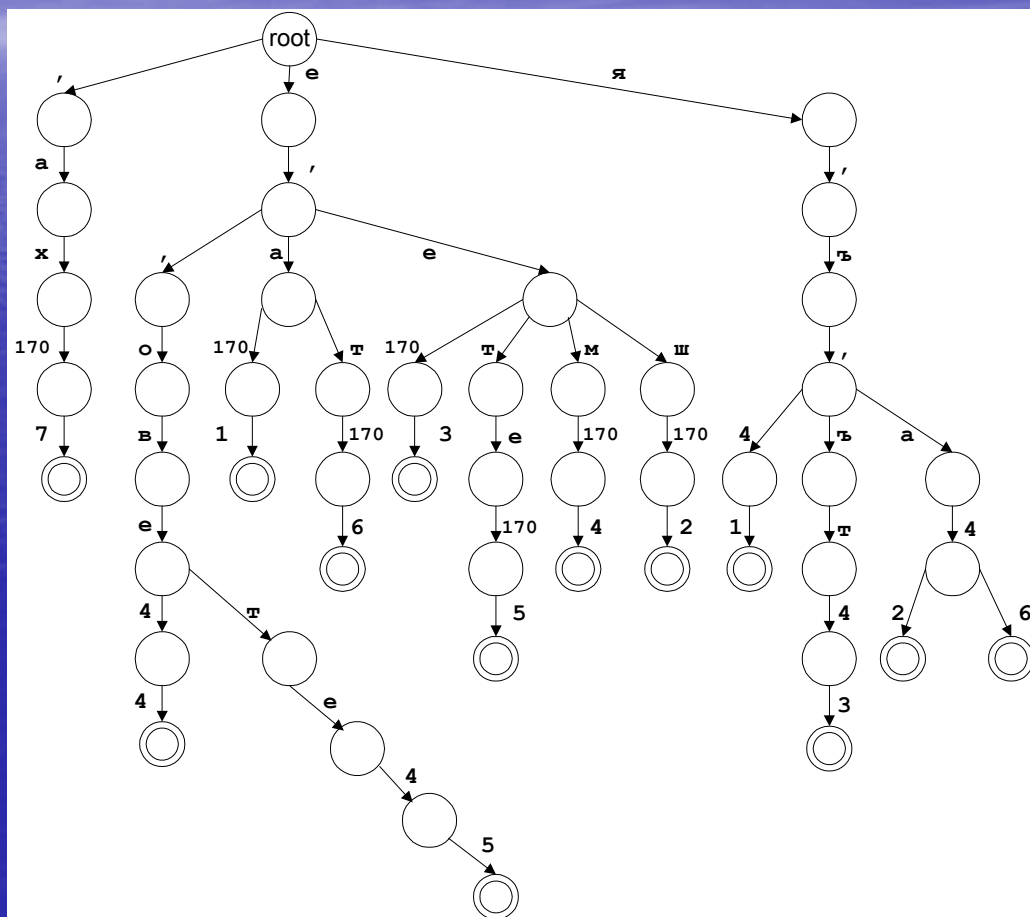 root
, е я
а , ,
х , а е ъ
170 о 170 т 170 т м ш ,
7 в 1 170 3 е 170 170 4 ъ а
е 6 170 4 2 1 т 4
4 т 5 4 2 6
4 е 3
4
5